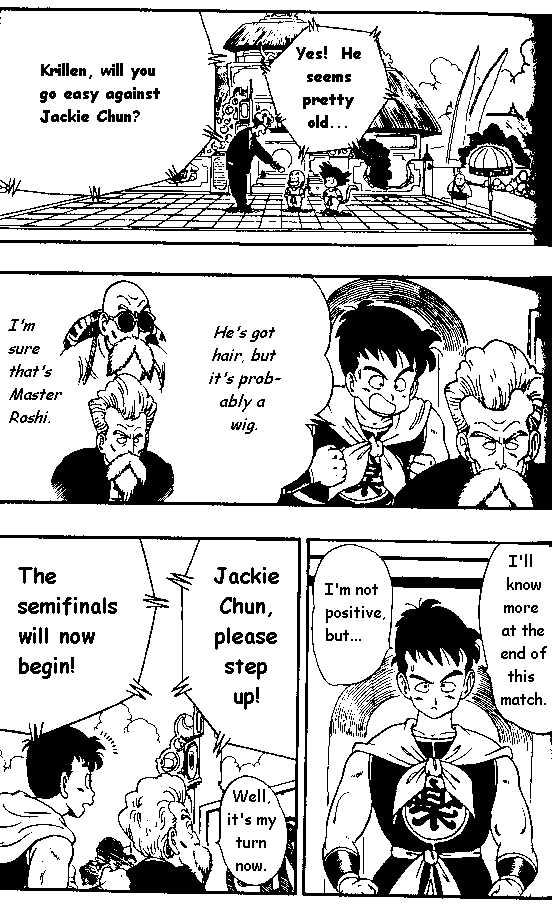 Krillen, will you
go easy against
Jackie Chun?
Yes! He
seems
pretty
old...
I'm
sure
that's
Master
Roshi.
He's got
hair, but
it's prob-
ably a
wig.
The
semifinals
will now
begin!
Jackie
Chun,
please
step
up!
Well,
it's my
turn
now.
I'm not
positive,
but...
I'll
know
more
at the
end of
this
match.